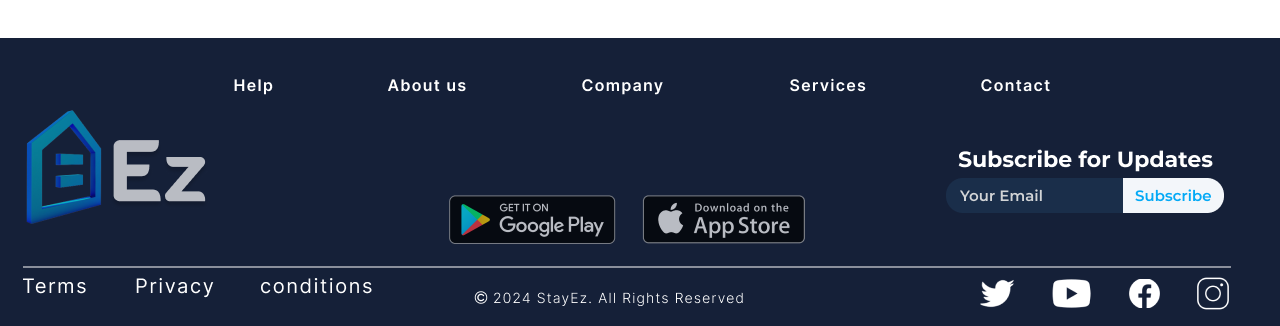 Help About us Company Services Contact
Ez
Subscribe for Updates
Your Email Subscribe
GET IT ON
Google Play
Download on the
App Store
Terms Privacy conditions
© 2024 StayEz. All Rights Reserved